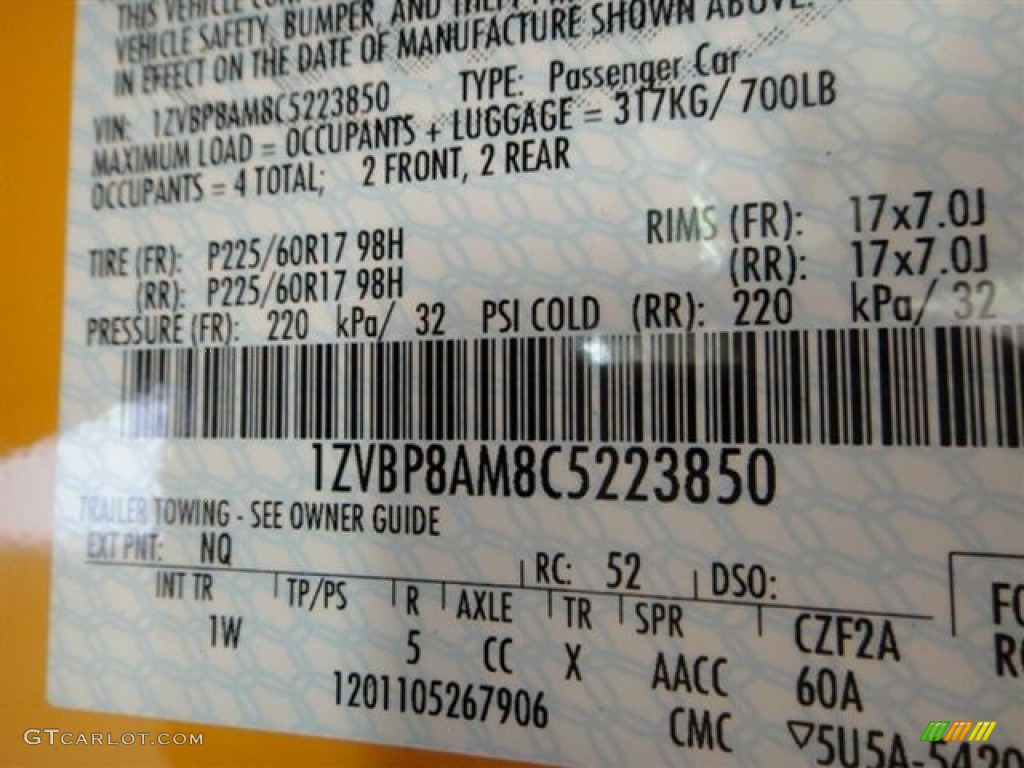 THIS VEHICLE
VEHICLE SAFETY, BUMPER, AND THEFT
IN EFFECT ON THE DATE OF MANUFACTURE SHOWN ABOVE.
VIN: 1ZVBP8AM8C5223850 TYPE: Passenger Car
MAXIMUM LOAD = OCCUPANTS + LUGGAGE = 317KG/ 700LB
OCCUPANTS = 4 TOTAL; 2 FRONT, 2 REAR
TIRE (FR): P225/60R17 98H RIMS (FR): 17x7.0J
(RR): P225/60R17 98H (RR): 17x7.0J
PRESSURE (FR): 220 kPa/ 32 PSI COLD (RR): 220 kPa/ 32
1ZVBP8AM8C5223850
TRAILER TOWING - SEE OWNER GUIDE
EXT PNT: NQ RC: 52 DSO:
INT TR TP/PS R AXLE TR SPR CZF2A
1W 5 CC X AACC 60A
1201105267906 CMC ▽5U5A-5420
GTCARLOT.COM